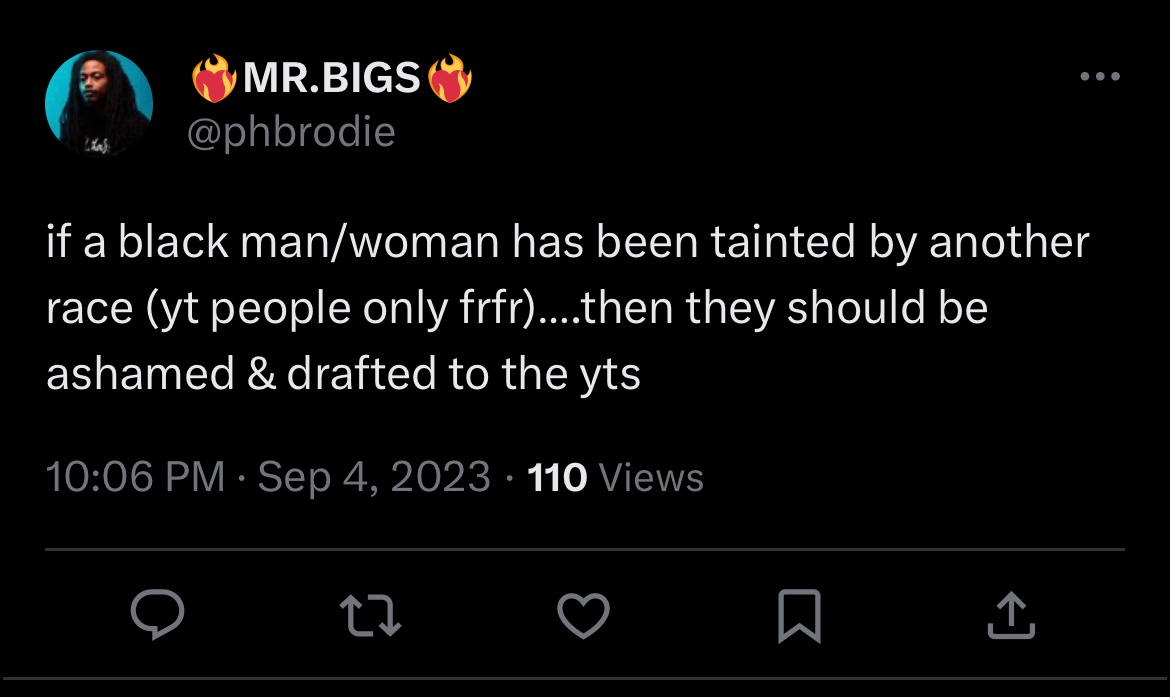 ❤️‍🔥MR.BIGS❤️‍🔥
@phbrodie
if a black man/woman has been tainted by another
race (yt people only frfr)....then they should be
ashamed & drafted to the yts
10:06 PM · Sep 4, 2023 · 110 Views